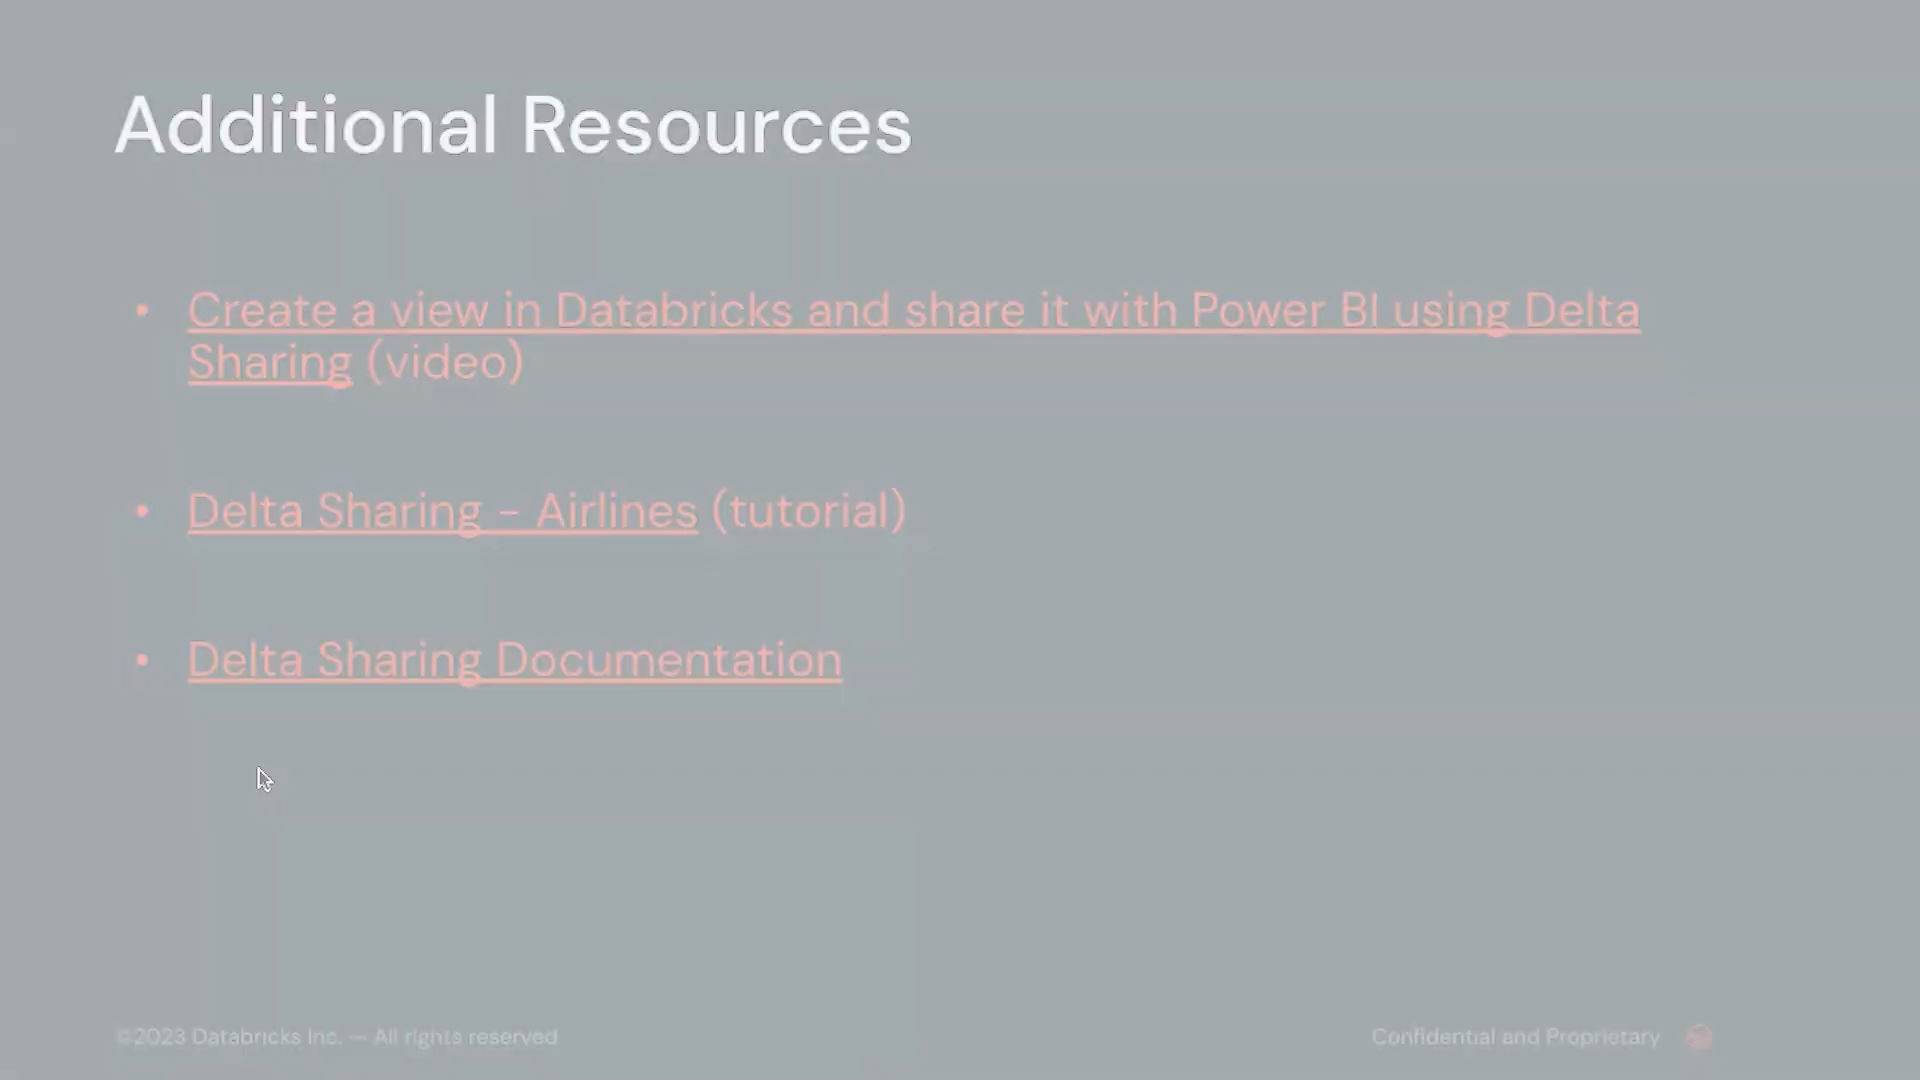 Additional Resources
• Create a view in Databricks and share it with Power BI using Delta
Sharing (video)
• Delta Sharing - Airlines (tutorial)
• Delta Sharing Documentation
©2023 Databricks Inc. — All rights reserved
Confidential and Proprietary